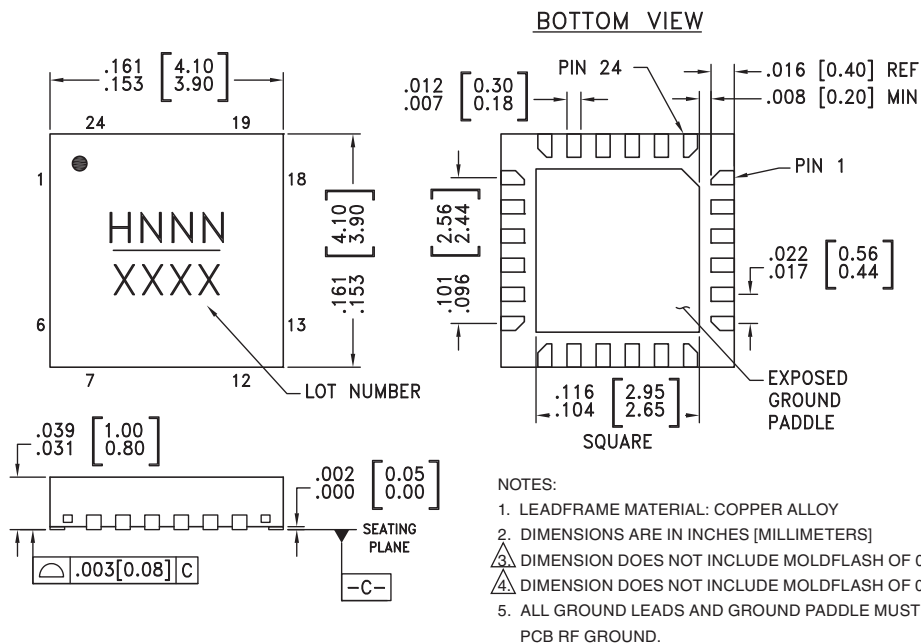 BOTTOM VIEW
.161 [4.10]
.153 [3.90]
24
19
1
18
HNNN
XXXX
6
13
7
12
LOT NUMBER
[4.10]
[3.90]
.161
.153
.012 [0.30]
.007 [0.18]
PIN 24
.016 [0.40] REF
.008 [0.20] MIN
PIN 1
[2.56]
[2.44]
.101
.096
.022 [0.56]
.017 [0.44]
.116 [2.95]
.104 [2.65]
SQUARE
EXPOSED
GROUND
PADDLE
.039 [1.00]
.031 [0.80]
.002 [0.05]
.000 [0.00]
SEATING
PLANE
.003[0.08] C
-C-
NOTES:
1. LEADFRAME MATERIAL: COPPER ALLOY
2. DIMENSIONS ARE IN INCHES [MILLIMETERS]
3. DIMENSION DOES NOT INCLUDE MOLDFLASH OF
4. DIMENSION DOES NOT INCLUDE MOLDFLASH OF
5. ALL GROUND LEADS AND GROUND PADDLE MUST
PCB RF GROUND.